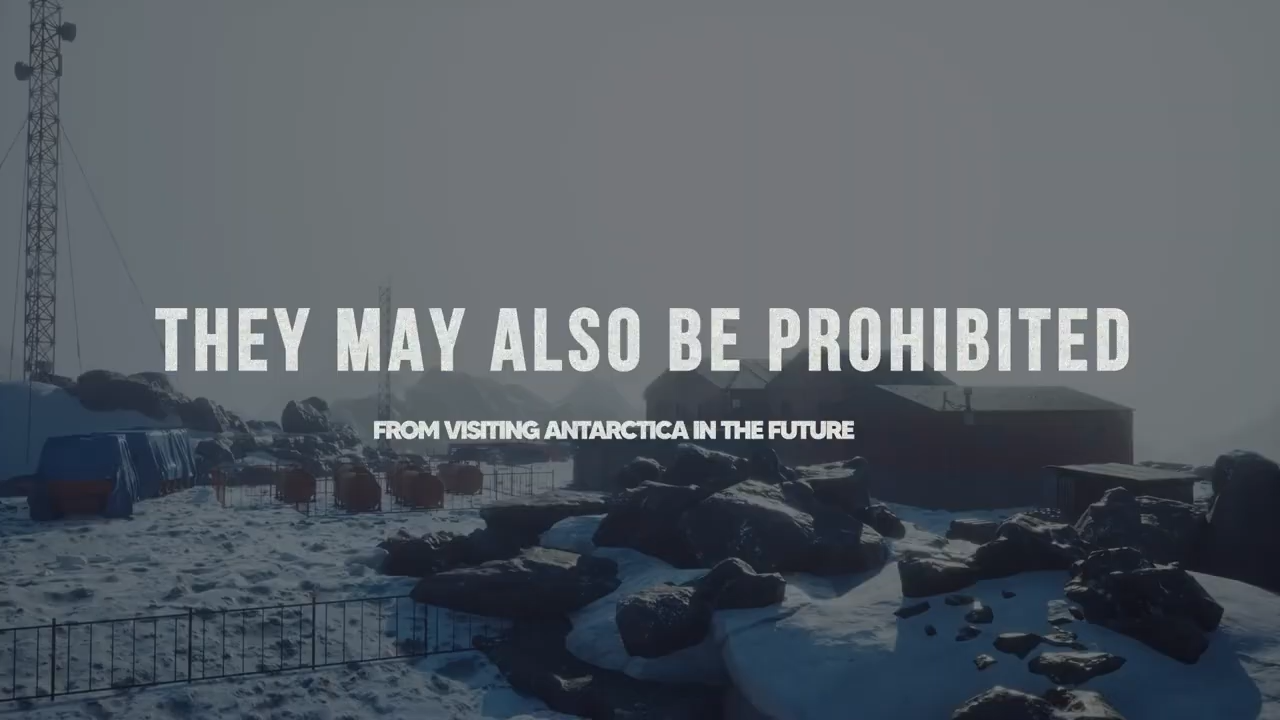 THEY MAY ALSO BE PROHIBITED
FROM VISITING ANTARCTICA IN THE FUTURE